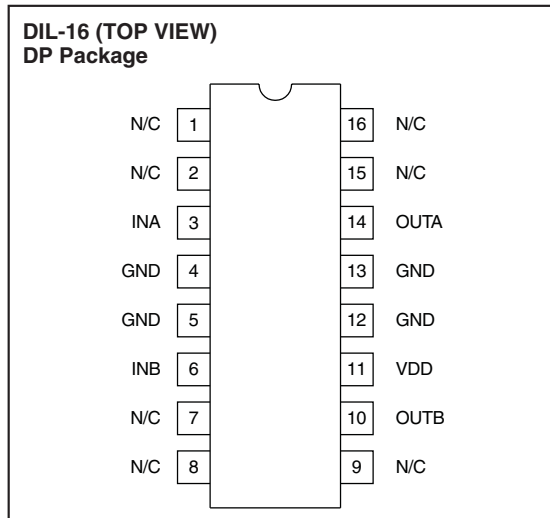 DIL-16 (TOP VIEW)
DP Package
N/C 1 16 N/C
N/C 2 15 N/C
INA 3 14 OUTA
GND 4 13 GND
GND 5 12 GND
INB 6 11 VDD
N/C 7 10 OUTB
N/C 8 9 N/C